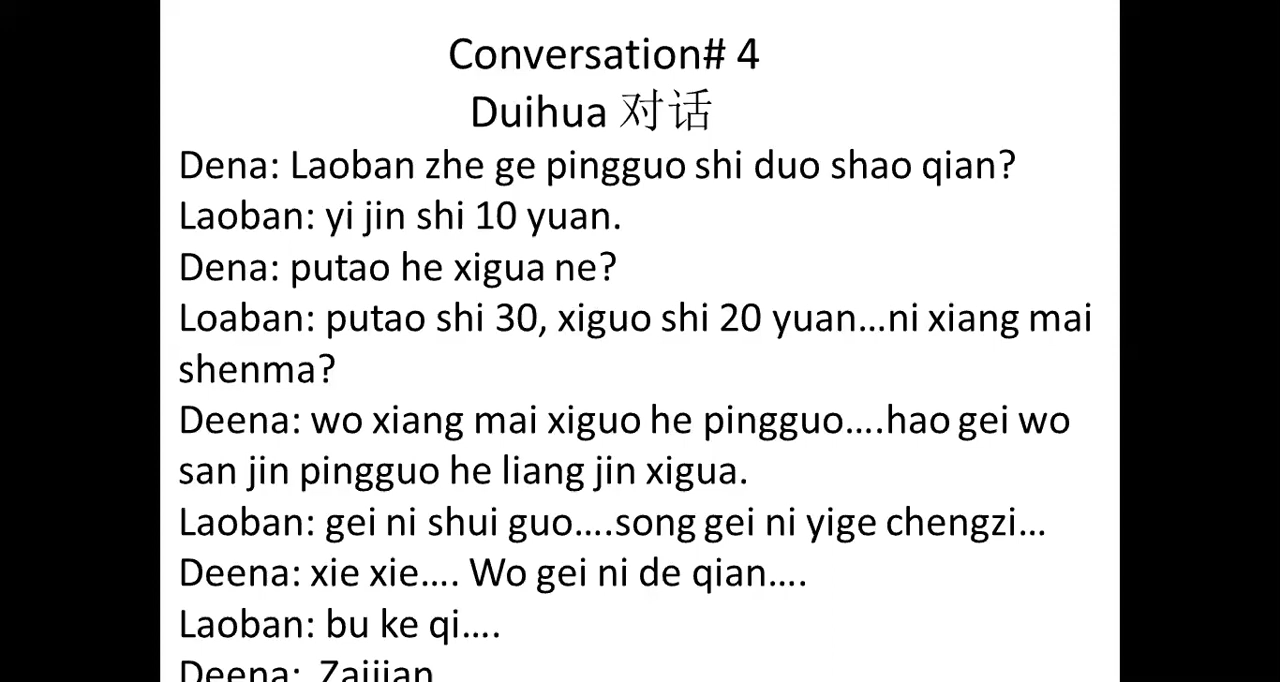 Conversation# 4
Duihua 对话
Dena: Laoban zhe ge pingguo shi duo shao qian?
Laoban: yi jin shi 10 yuan.
Dena: putao he xigua ne?
Loaban: putao shi 30, xiguo shi 20 yuan...ni xiang mai
shenma?
Deena: wo xiang mai xiguo he pingguo....hao gei wo
san jin pingguo he liang jin xigua.
Laoban: gei ni shui guo....song gei ni yige chengzi...
Deena: xie xie.... Wo gei ni de qian....
Laoban: bu ke qi....
Deena: Zaijian